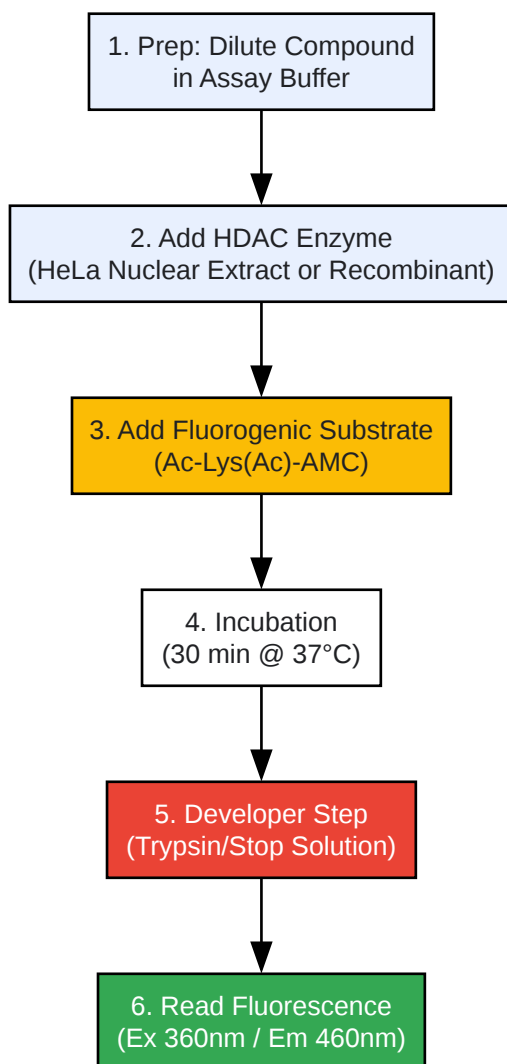 1. Prep: Dilute Compound
in Assay Buffer
2. Add HDAC Enzyme
(HeLa Nuclear Extract or Recombinant)
3. Add Fluorogenic Substrate
(Ac-Lys(Ac)-AMC)
4. Incubation
(30 min @ 37°C)
5. Developer Step
(Trypsin/Stop Solution)
6. Read Fluorescence
(Ex 360nm / Em 460nm)